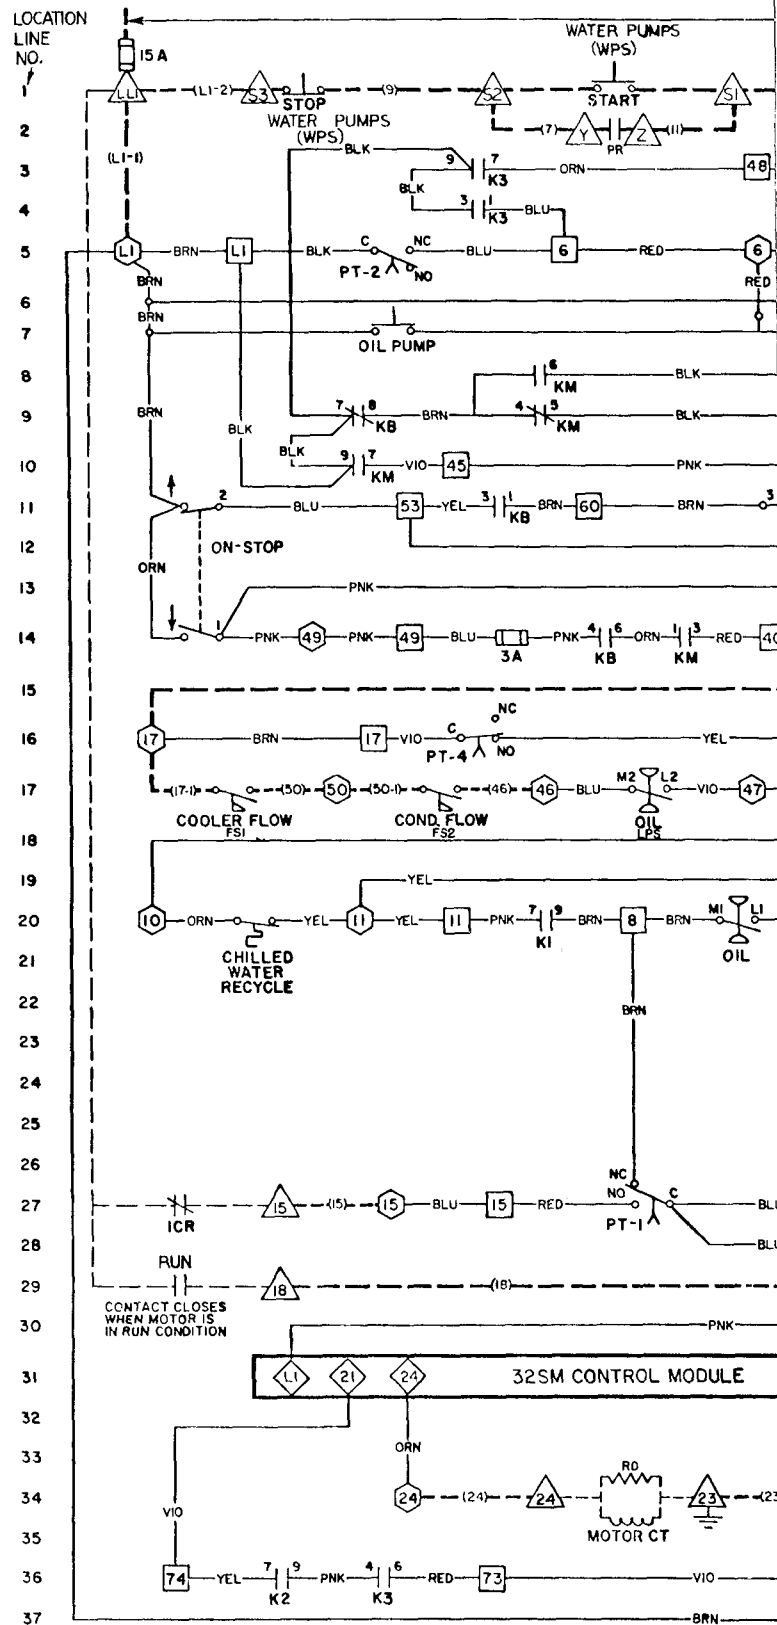 LOCATION
LINE
NO.
15 A
WATER PUMPS
(WPS)
1 LL1 (L1-2) S3 STOP (9) S2 START S1
WATER PUMPS
(WPS)
2 (7) Y PR Z (11)
(L1-1)
BLK
3 9 7 K3 ORN 48
BLK
4 3 1 K3 BLU
5 L1 BRN L1 BLK C NC BLU 6 RED 6
PT-2 NO
BRN RED
6
BRN
7 OIL PUMP
8 6 KM BLK
9 BRN BLK 7 8 KB BRN 4 5 KM BLK
BLK
10 9 7 KM VIO 45 PNK
11 2 BLU 53 YEL 3 1 KB BRN 60 BRN 3
12 ON-STOP
ORN
13 PNK
14 1 PNK 49 PNK 49 BLU 3A PNK 4 6 KB ORN 1 3 KM RED 40
15
NC
16 17 BRN 17 VIO C PT-4 NO YEL
17 (17-1) (50) 50 (50-1) (46) 46 BLU M2 L2 VIO 47
COOLER FLOW
FS1
COND. FLOW
FS2
OIL
LPS
18
19 YEL
20 10 ORN YEL 11 YEL 11 PNK 7 9 K1 BRN 8 BRN M1 L1
OIL
CHILLED
WATER
RECYCLE
21
22 BRN
23
24
25
26
NC
27 1CR 15 (15) 15 BLU 15 RED NO C BLU
PT-1
28 BLU
RUN
29 18 (18)
CONTACT CLOSES
WHEN MOTOR IS
IN RUN CONDITION
30 PNK
31 L1 21 24 32SM CONTROL MODULE
32
33 ORN
RD
34 24 (24) 24 23 (23
MOTOR CT
VIO
35
36 74 YEL 7 9 K2 PNK 4 6 K3 RED 73 VIO
37 BRN